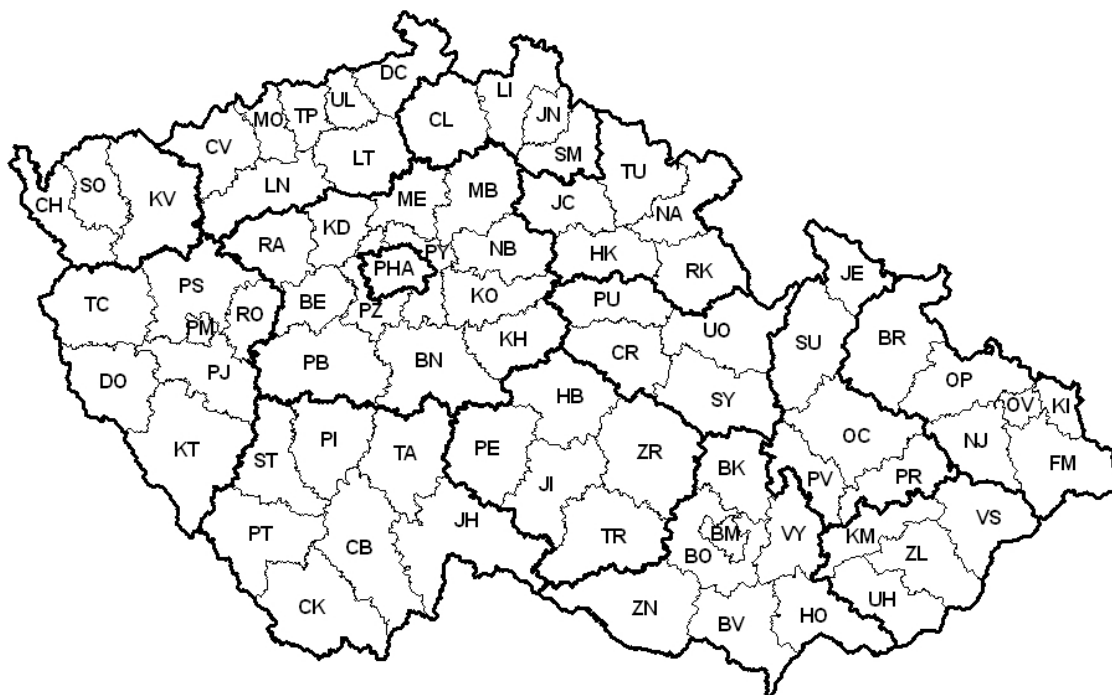 DC
LI
UL
MO
TP
CL
JN
CV
LT
SM
TU
SO
KV
LN
MB
CH
ME
JC
NA
KD
RA
PY
NB
HK
RK
PHA
JE
PS
KO
TC
RO
BE
PZ
PU
BR
PM
UO
SU
KH
CR
PB
BN
DO
PJ
OP
HB
SY
OV
KI
PI
KT
ST
TA
PE
ZR
OC
NJ
FM
BK
JI
PV
PR
JH
VS
PT
CB
TR
BM
VY
KM
BO
ZL
CK
ZN
UH
HO
BV